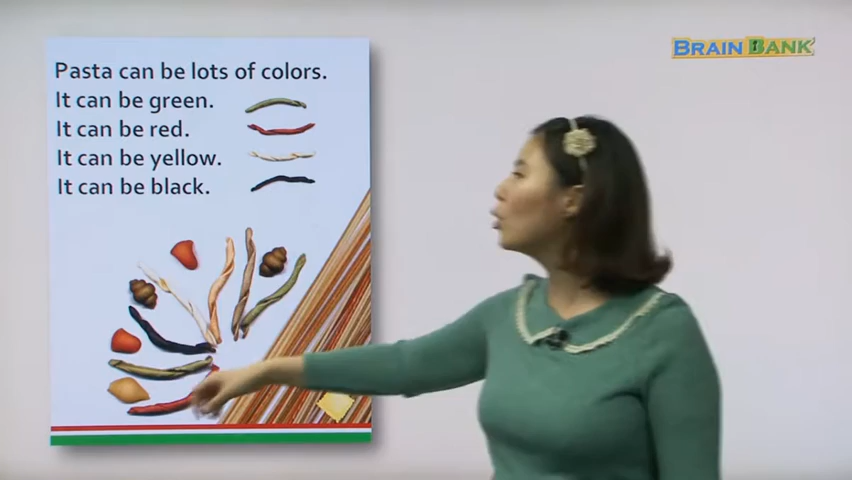 Pasta can be lots of colors.
It can be green.
It can be red.
It can be yellow.
It can be black.
BRAIN BANK